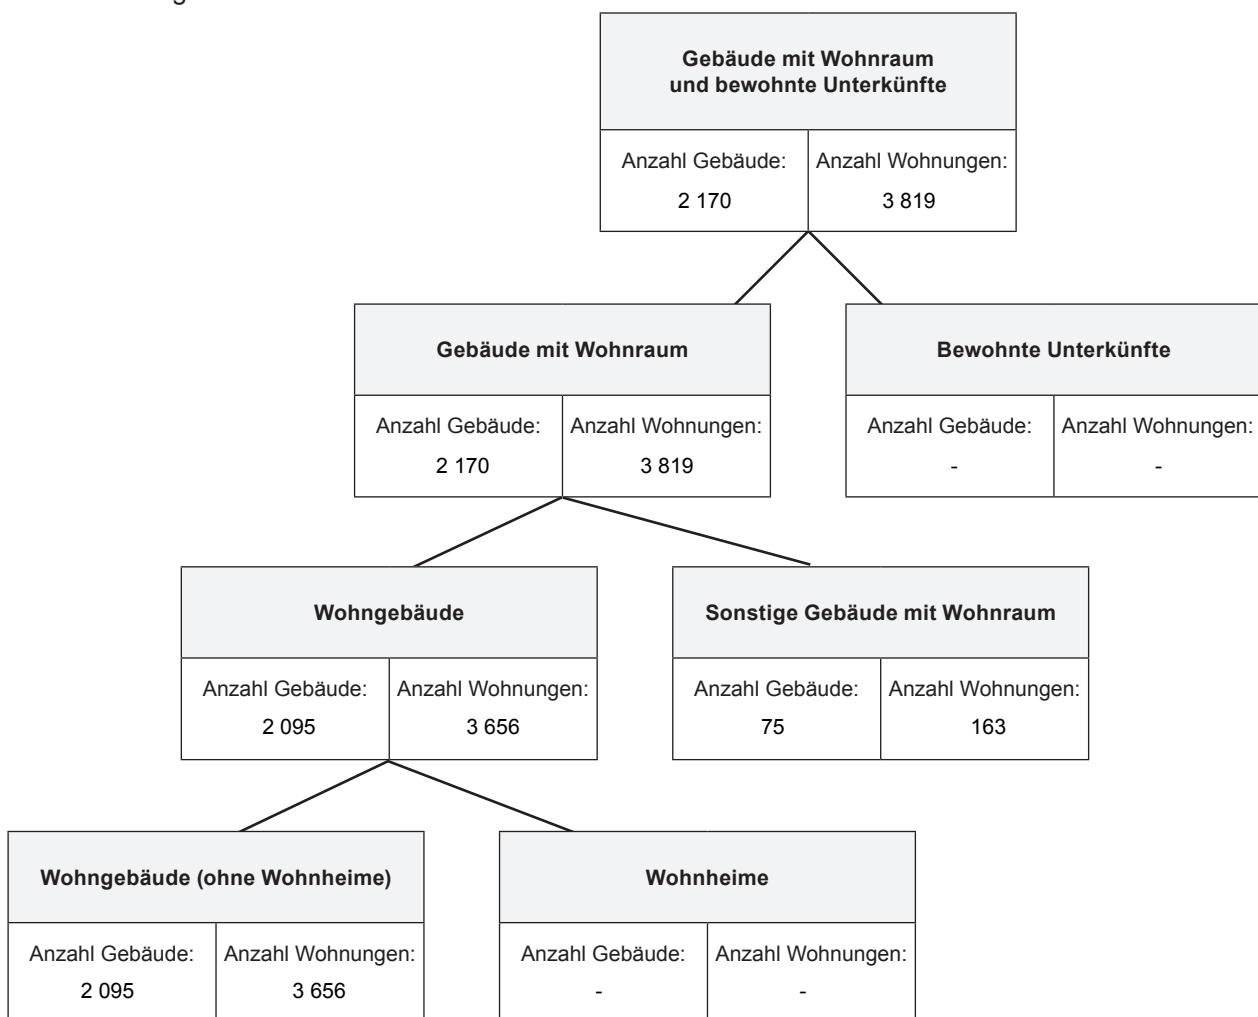 Gebäude mit Wohnraum
und bewohnte Unterkünfte
Anzahl Gebäude: Anzahl Wohnungen:
2 170 3 819
Gebäude mit Wohnraum
Anzahl Gebäude: Anzahl Wohnungen:
2 170 3 819
Bewohnte Unterkünfte
Anzahl Gebäude: Anzahl Wohnungen:
- -
Wohngebäude
Anzahl Gebäude: Anzahl Wohnungen:
2 095 3 656
Sonstige Gebäude mit Wohnraum
Anzahl Gebäude: Anzahl Wohnungen:
75 163
Wohngebäude (ohne Wohnheime)
Anzahl Gebäude: Anzahl Wohnungen:
2 095 3 656
Wohnheime
Anzahl Gebäude: Anzahl Wohnungen:
- -